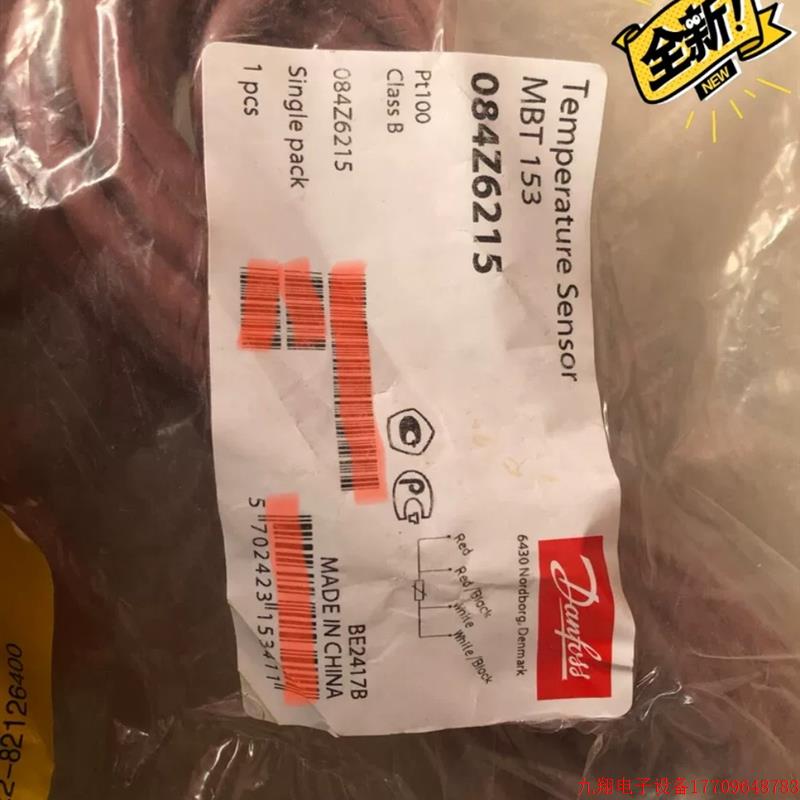 全新!
NEW
Temperature Sensor
MBT 153
084Z6215
Pt100
Class B
084Z6215
Single pack
1 pcs
Danfoss
6430 Nordborg, Denmark
Red
Red/Black
White
White/Black
BE2417B
MADE IN CHINA
5 702423 153411
2-82126400
九翔电子设备17709648783